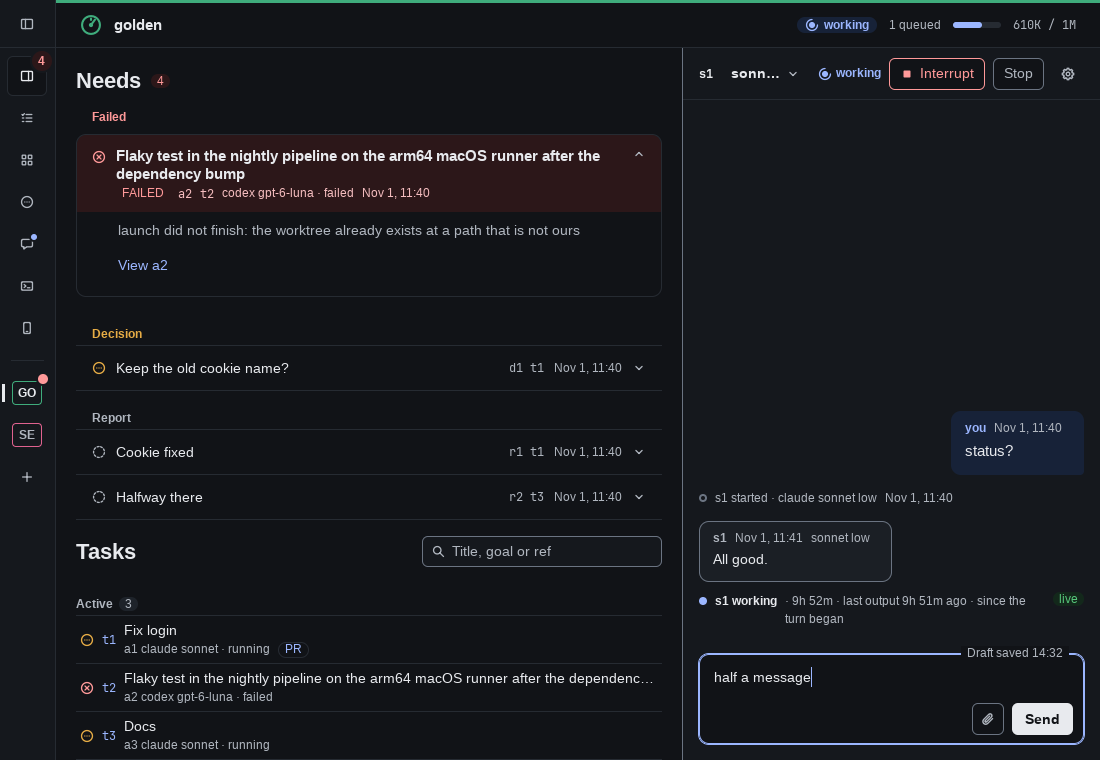 golden
working
1 queued
610K / 1M
4
GO
SE
Needs 4
Failed
Flaky test in the nightly pipeline on the arm64 macOS runner after the
dependency bump
FAILED a2 t2 codex gpt-6-luna · failed Nov 1, 11:40
launch did not finish: the worktree already exists at a path that is not ours
View a2
Decision
Keep the old cookie name? d1 t1 Nov 1, 11:40
Report
Cookie fixed r1 t1 Nov 1, 11:40
Halfway there r2 t3 Nov 1, 11:40
Tasks
Title, goal or ref
Active 3
t1 Fix login
a1 claude sonnet · running PR
t2 Flaky test in the nightly pipeline on the arm64 macOS runner after the dependenc…
a2 codex gpt-6-luna · failed
t3 Docs
a3 claude sonnet · running
s1 sonn… working Interrupt Stop
you Nov 1, 11:40
status?
s1 started · claude sonnet low Nov 1, 11:40
s1 Nov 1, 11:41 sonnet low
All good.
s1 working · 9h 52m · last output 9h 51m ago · since the
turn began
live
Draft saved 14:32
half a message
Send